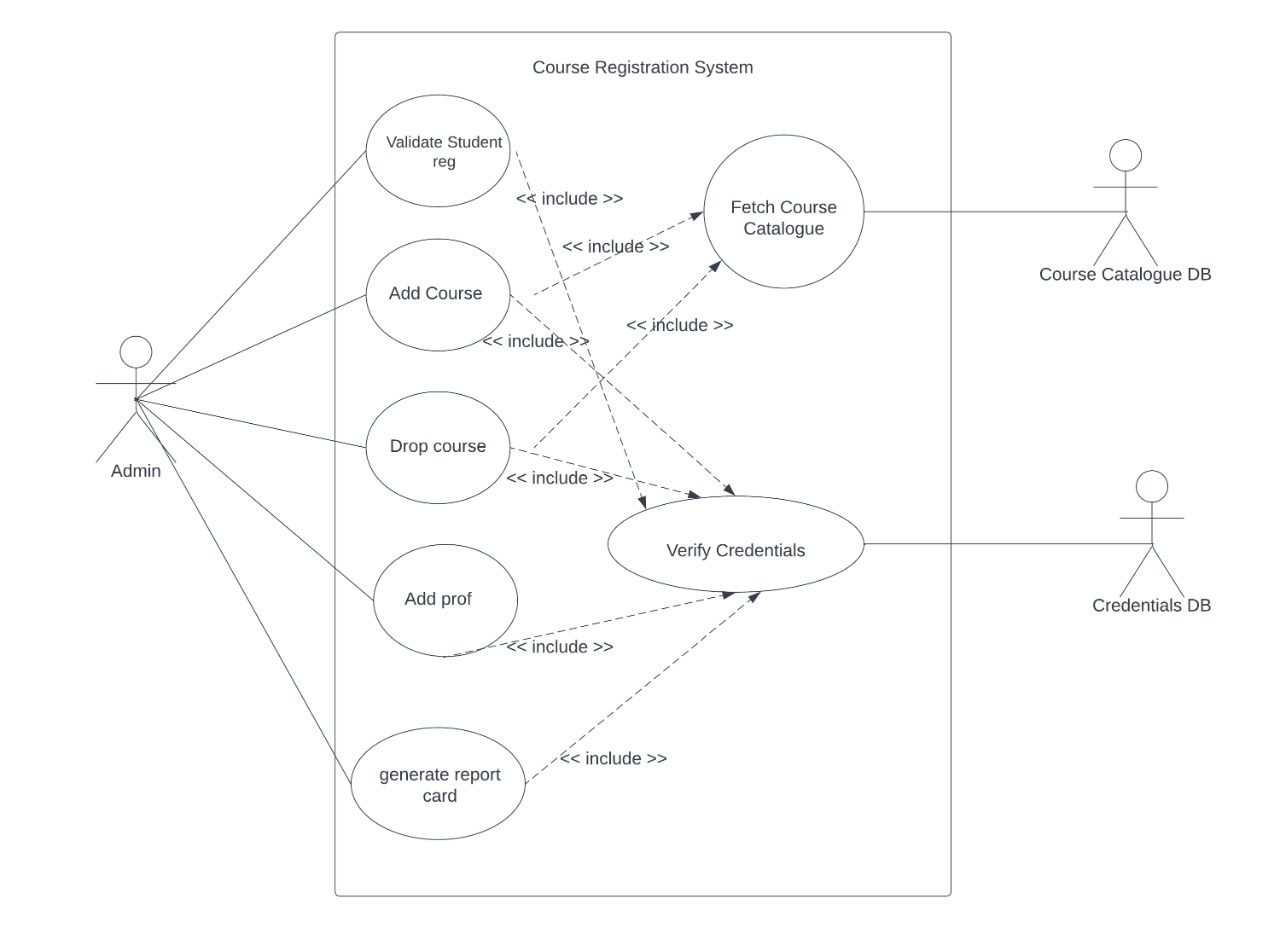 Course Registration System
Validate Student
reg
<< include >>
Fetch Course
Catalogue
<< include >>
Course Catalogue DB
Add Course
<< include >>
<< include >>
Drop course
Admin
<< include >>
Verify Credentials
Credentials DB
Add prof
<< include >>
<< include >>
generate report
card